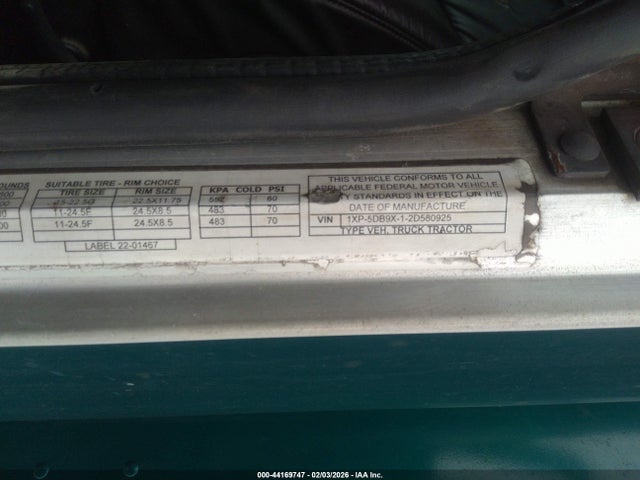 OUNDS
SUITABLE TIRE - RIM CHOICE
TIRE SIZE RIM SIZE
22.5X11.75
11-24.5F 24.5X8.5
11-24.5F 24.5X8.5
LABEL 22-01467
KPA COLD PSI
483 70
483 70
THIS VEHICLE CONFORMS TO ALL
APPLICABLE FEDERAL MOTOR VEHICLE
TY STANDARDS IN EFFECT ON THE
DATE OF MANUFACTURE
VIN 1XP-5DB9X-1-2D580925
TYPE VEH. TRUCK TRACTOR
000-44169747 - 02/03/2026 - IAA Inc.